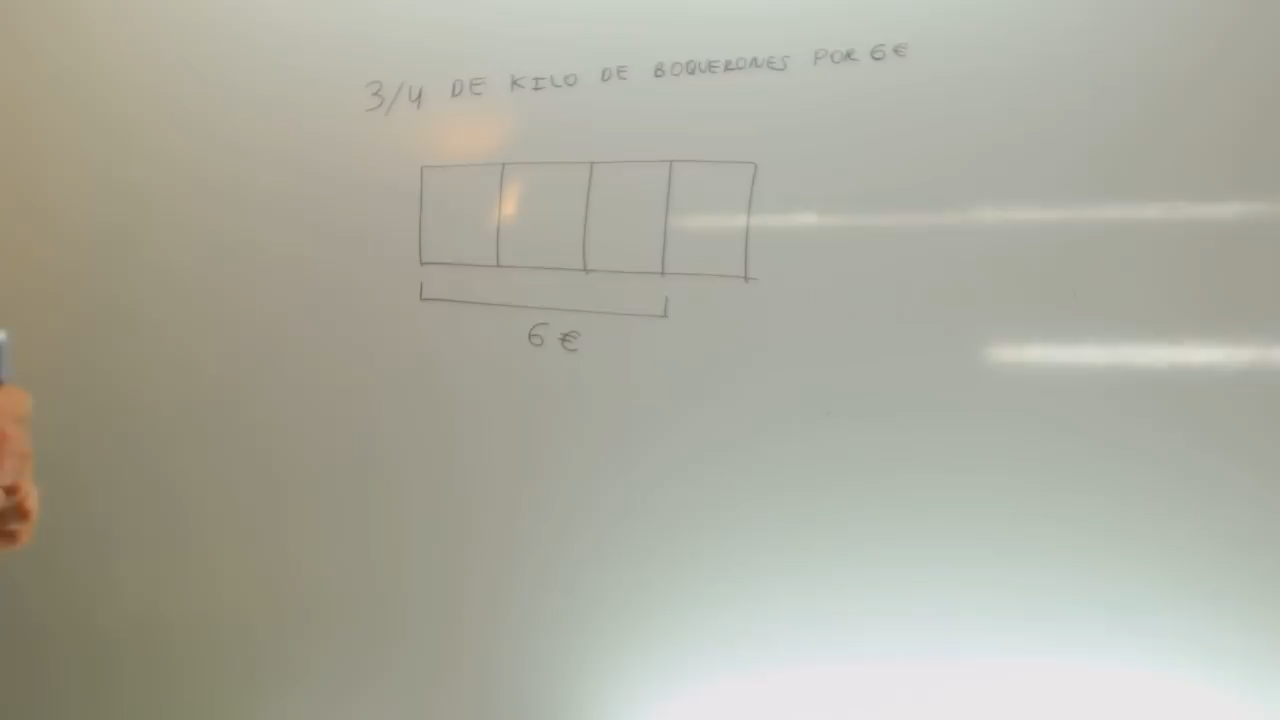 3/4 DE KILO DE BOQUERONES POR 6€
6 €